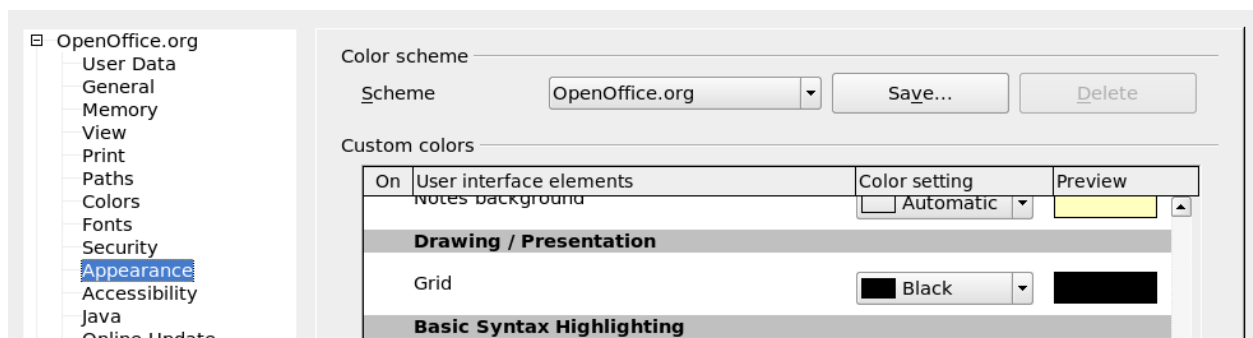 OpenOffice.org
User Data
General
Memory
View
Print
Paths
Colors
Fonts
Security
Appearance
Accessibility
Java
Online Update
Color scheme
Scheme OpenOffice.org Save... Delete
Custom colors
On User interface elements Color setting Preview
Notes background Automatic
Drawing / Presentation
Grid Black
Basic Syntax Highlighting